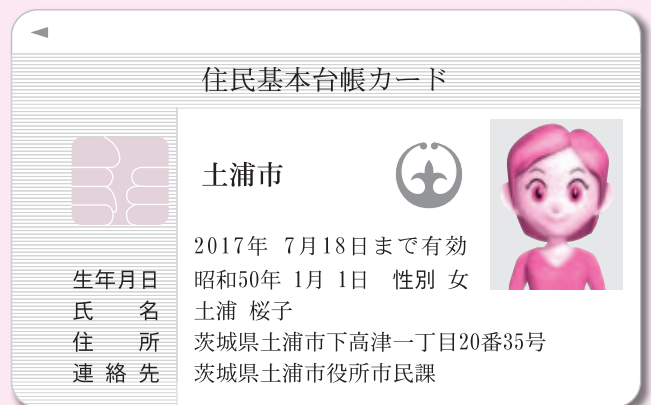 住民基本台帳カード
土浦市
2017年 7月18日まで有効
生年月日 昭和50年 1月 1日 性別 女
氏名 土浦 桜子
住所 茨城県土浦市下高津一丁目20番35号
連絡先 茨城県土浦市役所市民課